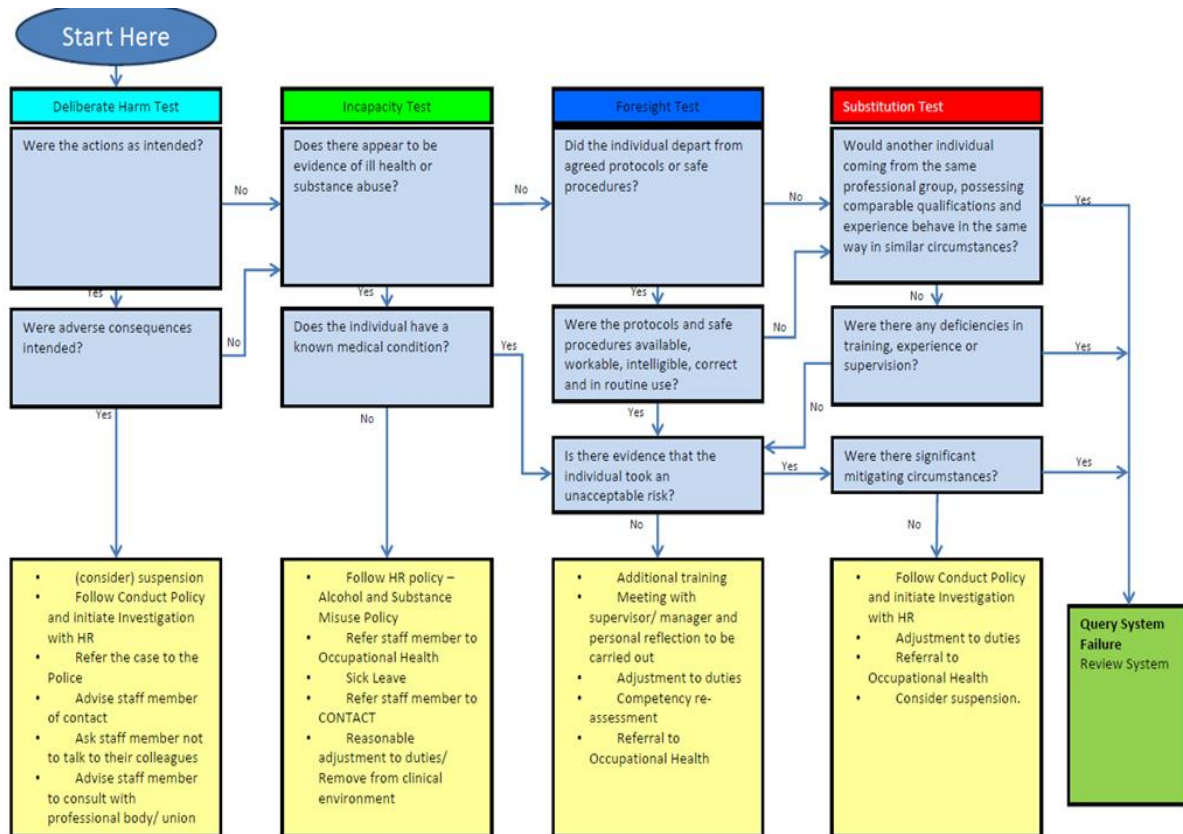 Start Here
Deliberate Harm Test
Were the actions as intended?
No
Yes
Were adverse consequences
intended?
No
Yes
• (consider) suspension
• Follow Conduct Policy
and initiate Investigation
with HR
• Refer the case to the
Police
• Advise staff member
of contact
• Ask staff member not
to talk to their colleagues
• Advise staff member
to consult with
professional body/ union
Incapacity Test
Does there appear to be
evidence of ill health or
substance abuse?
No
Yes
Does the individual have a
known medical condition?
Yes
No
• Follow HR policy –
Alcohol and Substance
Misuse Policy
• Refer staff member to
Occupational Health
• Sick Leave
• Refer staff member to
CONTACT
• Reasonable
adjustment to duties/
Remove from clinical
environment
Foresight Test
Did the individual depart from
agreed protocols or safe
procedures?
No
Yes
Were the protocols and safe
procedures available,
workable, intelligible, correct
and in routine use?
No
Yes
Is there evidence that the
individual took an
unacceptable risk?
Yes
No
• Additional training
• Meeting with
supervisor/ manager and
personal reflection to be
carried out
• Adjustment to duties
• Competency re-
assessment
• Referral to
Occupational Health
Substitution Test
Would another individual
coming from the same
professional group, possessing
comparable qualifications and
experience behave in the same
way in similar circumstances?
Yes
No
Were there any deficiencies in
training, experience or
supervision?
Yes
No
Were there significant
mitigating circumstances?
Yes
No
• Follow Conduct Policy
and initiate Investigation
with HR
• Adjustment to duties
• Referral to
Occupational Health
• Consider suspension.
Query System
Failure
Review System